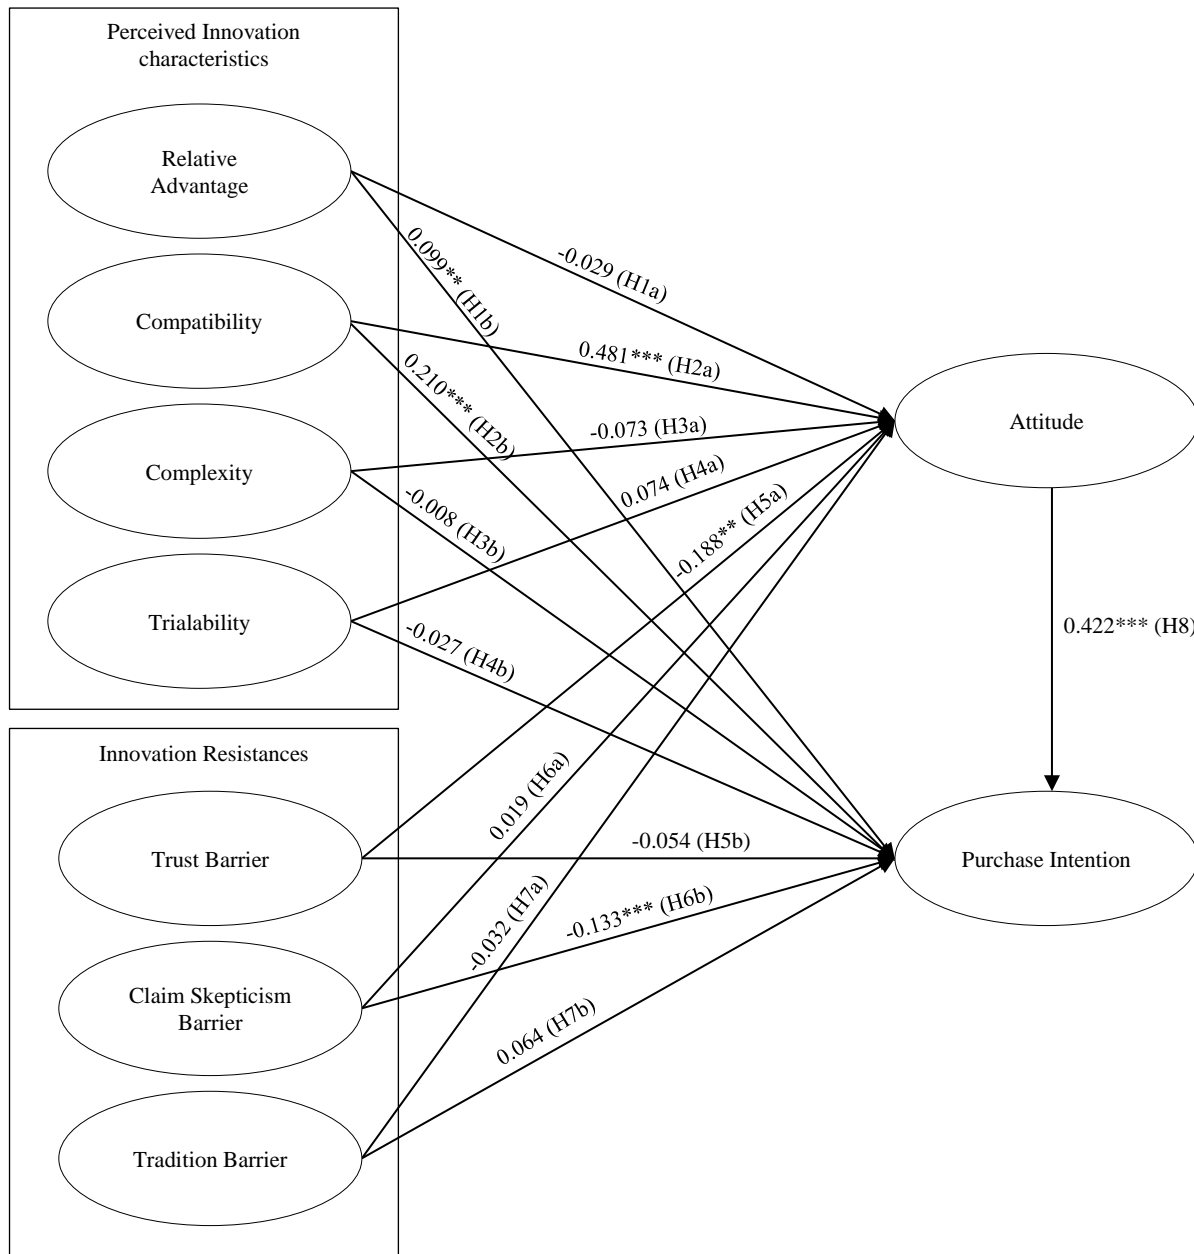 Perceived Innovation
characteristics
Relative
Advantage
Compatibility
Complexity
Trialability
Innovation Resistances
Trust Barrier
Claim Skepticism
Barrier
Tradition Barrier
-0.029 (H1a)
0.099** (H1b)
0.481*** (H2a)
0.210*** (H2b)
-0.073 (H3a)
-0.008 (H3b)
0.074 (H4a)
-0.027 (H4b)
-0.188** (H5a)
-0.054 (H5b)
0.019 (H6a)
-0.133*** (H6b)
-0.032 (H7a)
0.064 (H7b)
Attitude
0.422*** (H8)
Purchase Intention